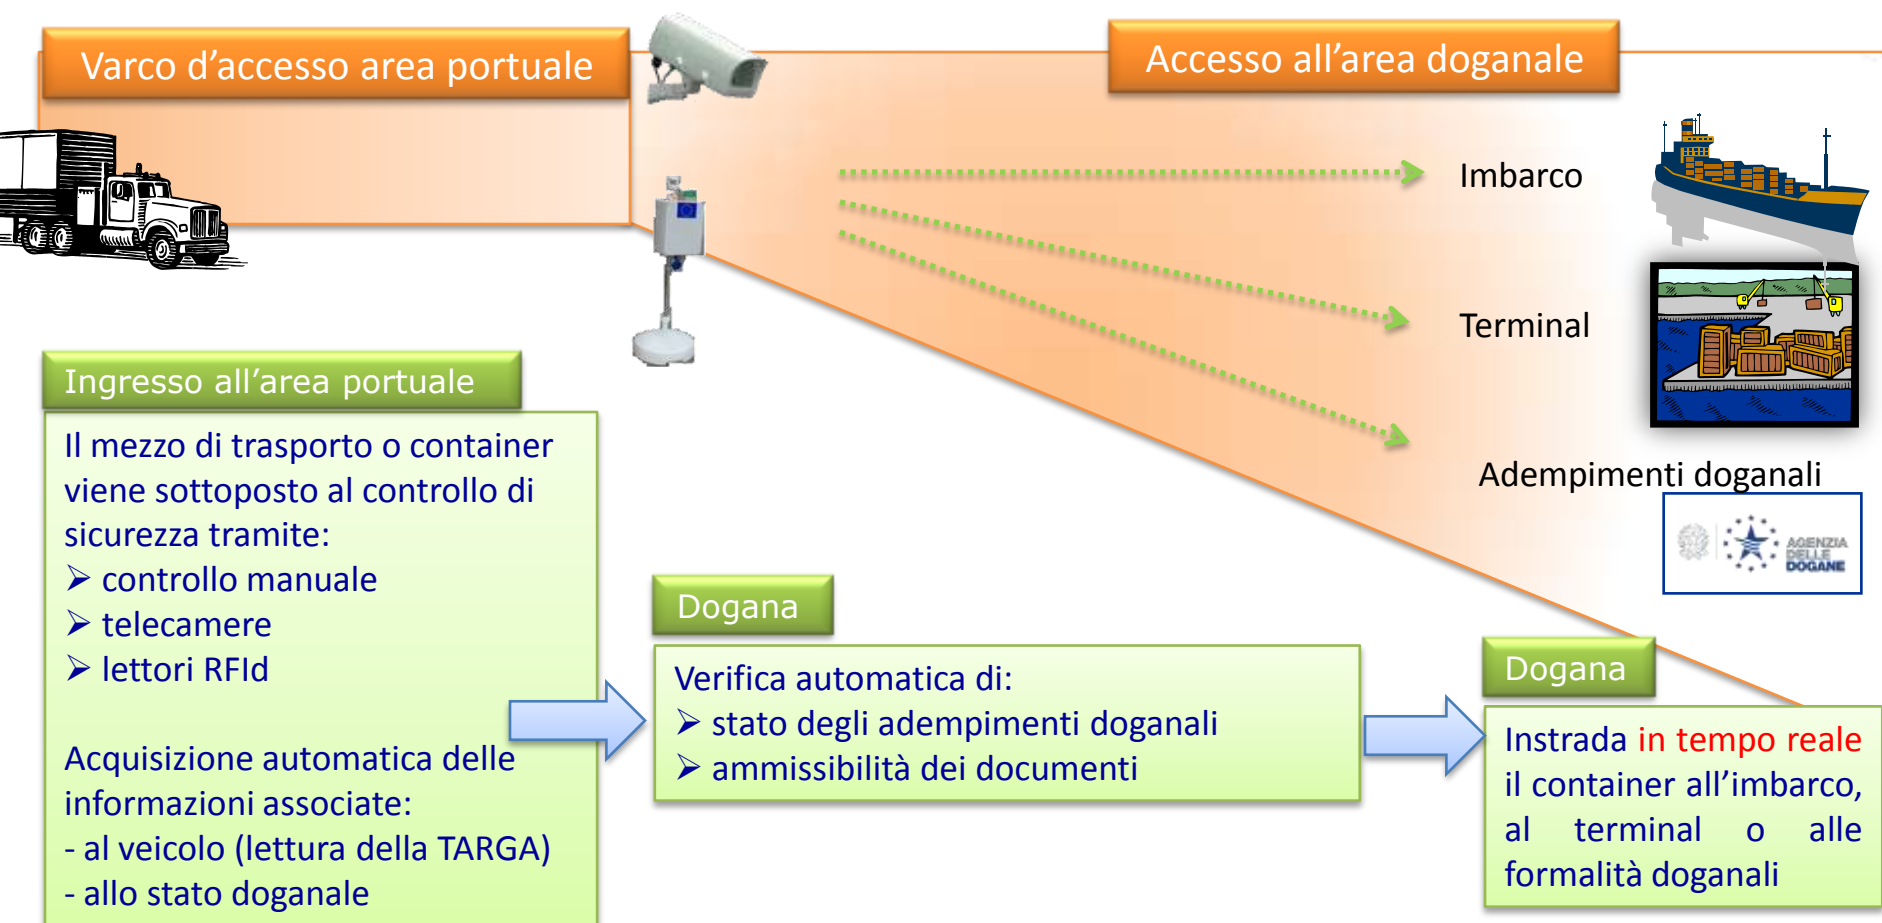 Varco d’accesso area portuale
Accesso all’area doganale
Imbarco
Terminal
Adempimenti doganali
AGENZIA
DELLE
DOGANE
Ingresso all’area portuale
Il mezzo di trasporto o container
viene sottoposto al controllo di
sicurezza tramite:
➢ controllo manuale
➢ telecamere
➢ lettori RFId
Acquisizione automatica delle
informazioni associate:
- al veicolo (lettura della TARGA)
- allo stato doganale
Dogana
Verifica automatica di:
➢ stato degli adempimenti doganali
➢ ammissibilità dei documenti
Dogana
Instrada in tempo reale
il container all’imbarco,
al terminal o alle
formalità doganali